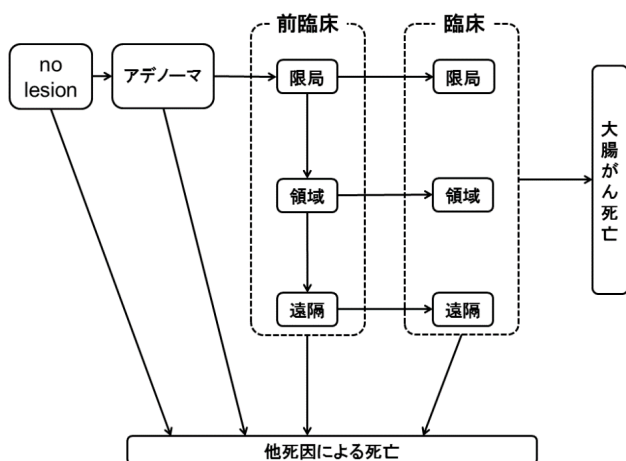 前臨床
臨床
no
lesion
アデノーマ
限局
限局
領域
領域
遠隔
遠隔
大腸がん死亡
他死因による死亡